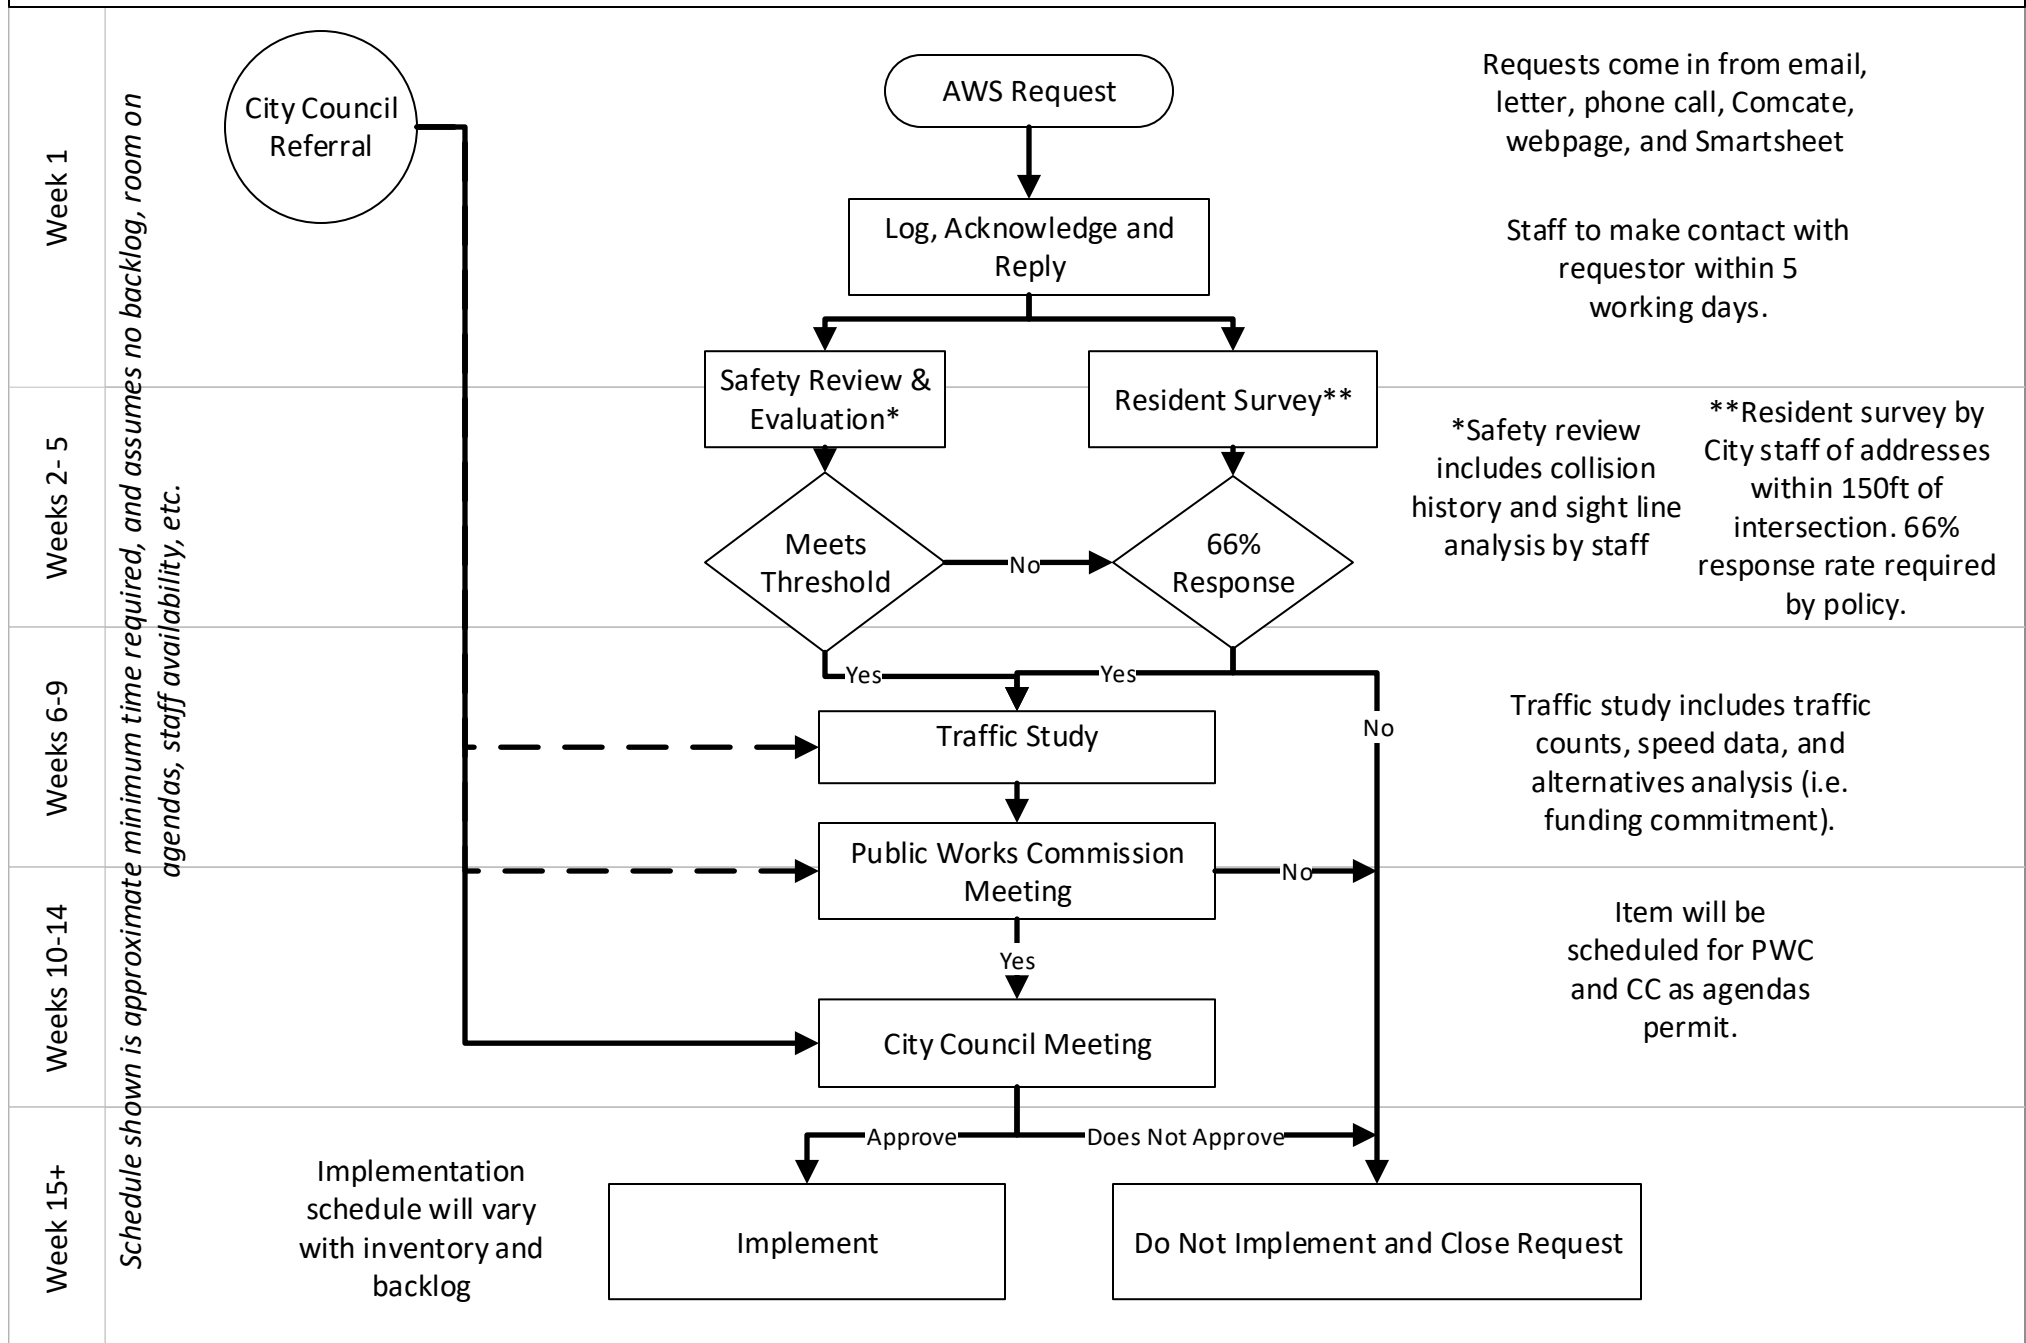 Week 1
Weeks 2- 5
Weeks 6-9
Weeks 10-14
Week 15+
Schedule shown is approximate minimum time required, and assumes no backlog, room on
agendas, staff availability, etc.
City Council
Referral
AWS Request
Requests come in from email,
letter, phone call, Comcate,
webpage, and Smartsheet
Log, Acknowledge and
Reply
Staff to make contact with
requestor within 5
working days.
Safety Review &
Evaluation*
Resident Survey**
*Safety review
includes collision
history and sight line
analysis by staff
**Resident survey by
City staff of addresses
within 150ft of
intersection. 66%
response rate required
by policy.
Meets
Threshold
No
66%
Response
Yes
Yes
No
Traffic Study
Traffic study includes traffic
counts, speed data, and
alternatives analysis (i.e.
funding commitment).
Public Works Commission
Meeting
No
Yes
Item will be
scheduled for PWC
and CC as agendas
permit.
City Council Meeting
Approve
Does Not Approve
Implementation
schedule will vary
with inventory and
backlog
Implement
Do Not Implement and Close Request